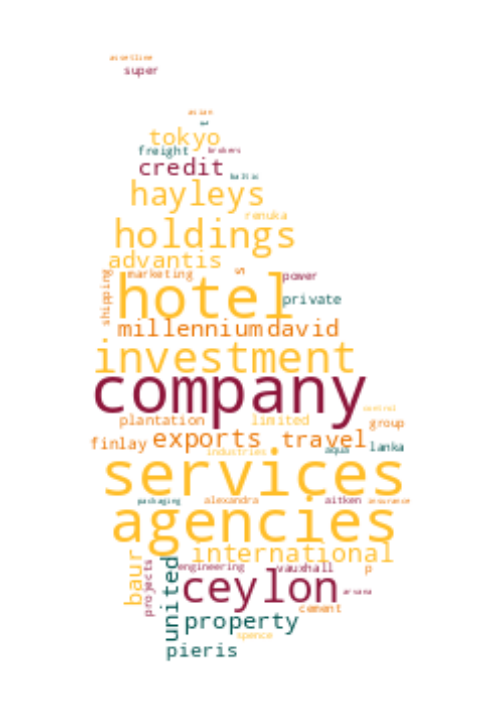 assetline
super
asian
tokyo
freight brokers
credit baltic
hayleys
renuka
holdings
advantis
marketing s power
shipping
hotel private
millennium david
investment
company
control
plantation limited group
finlay exports travel lanka
industries aqua
services
packaging alexandra aitken insurance
agencies
international
baur projects united engineering vauxhall p
ceylon
cement
property
spence
pieris